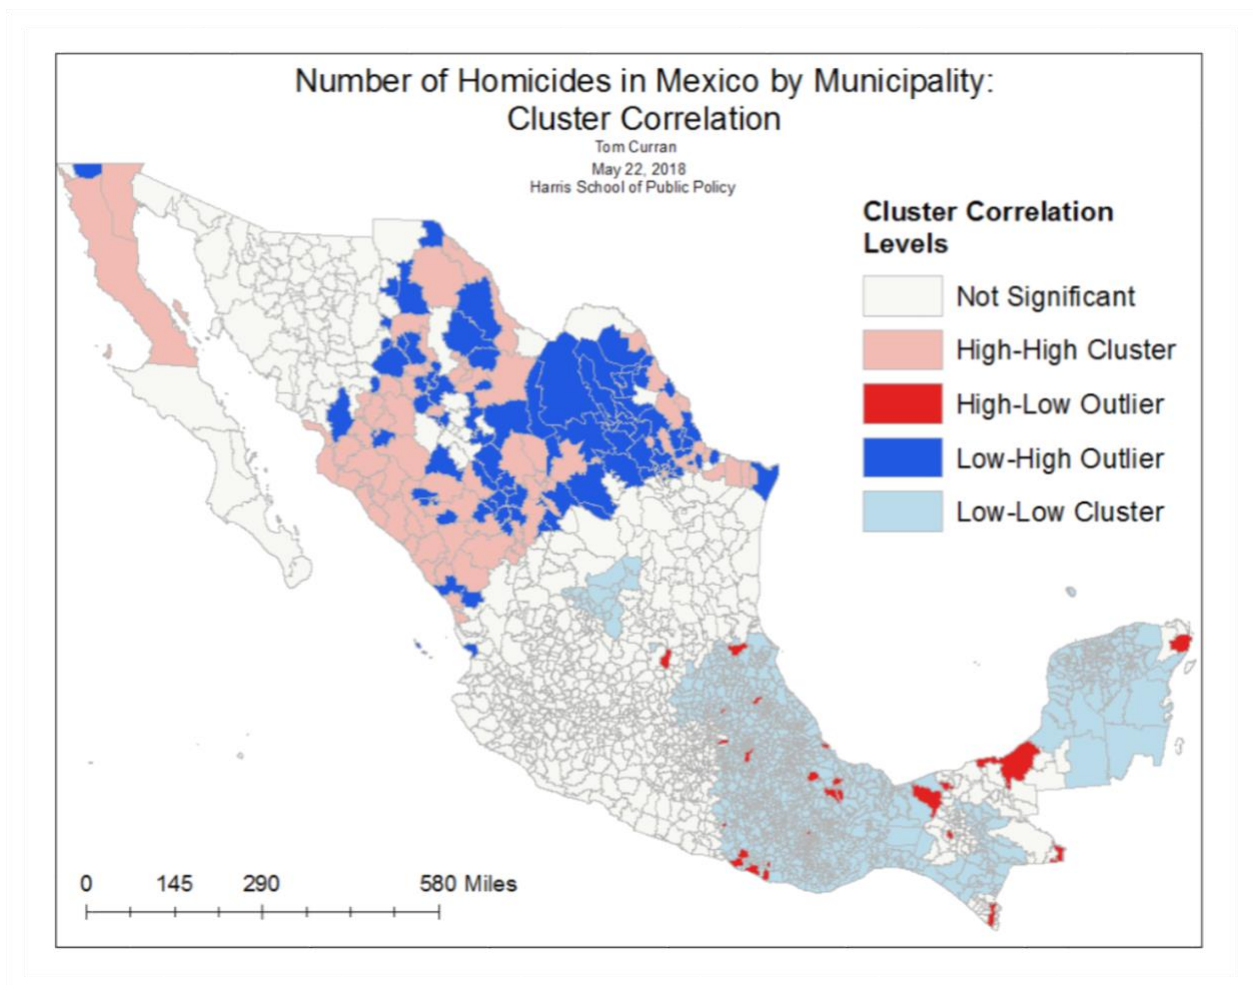 Number of Homicides in Mexico by Municipality:
Cluster Correlation
Tom Curran
May 22, 2018
Harris School of Public Policy
Cluster Correlation
Levels
Not Significant
High-High Cluster
High-Low Outlier
Low-High Outlier
Low-Low Cluster
0 145 290 580 Miles